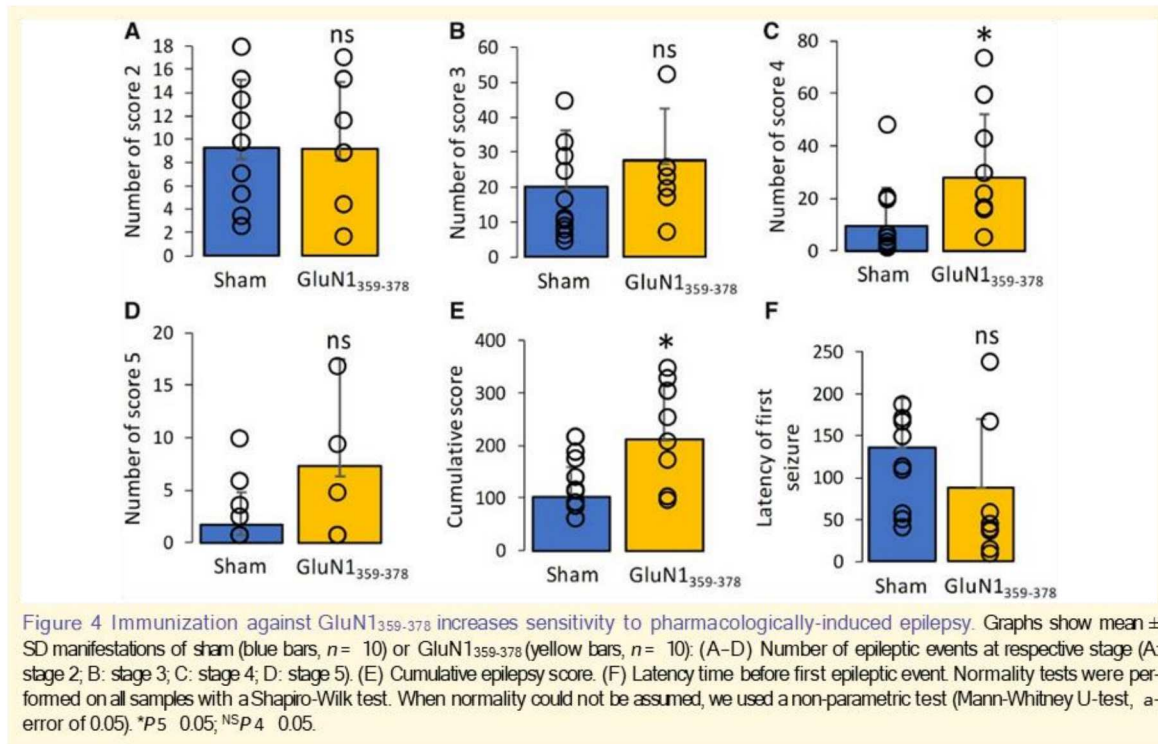 A
ns
Number of score 2
18
16
14
12
10
8
6
4
2
0
Sham
GluN1359-378
B
ns
Number of score 3
60
50
40
30
20
10
0
Sham
GluN1359-378
C
*
Number of score 4
80
60
40
20
0
Sham
GluN1359-378
D
ns
Number of score 5
20
15
10
5
0
Sham
GluN1359-378
E
*
Cumulative score
400
300
200
100
0
Sham
GluN1359-378
F
ns
Latency of first
seizure
250
200
150
100
50
0
Sham
GluN1359-378
Figure 4 Immunization against GluN1359-378 increases sensitivity to pharmacologically-induced epilepsy. Graphs show mean ±
SD manifestations of sham (blue bars, n = 10) or GluN1359-378 (yellow bars, n = 10): (A–D) Number of epileptic events at respective stage (A:
stage 2; B: stage 3; C: stage 4; D: stage 5). (E) Cumulative epilepsy score. (F) Latency time before first epileptic event. Normality tests were per-
formed on all samples with a Shapiro-Wilk test. When normality could not be assumed, we used a non-parametric test (Mann-Whitney U-test, a-
error of 0.05). *P 5 0.05; NSP 4 0.05.